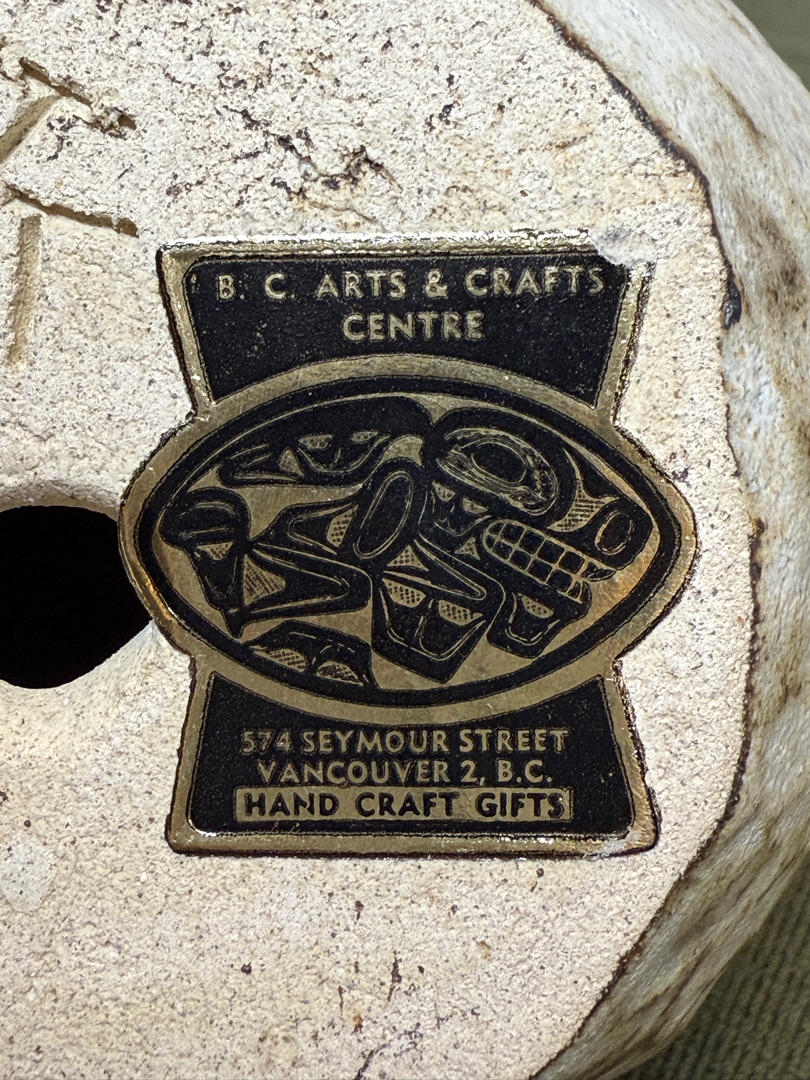 B. C. ARTS & CRAFTS
CENTRE
574 SEYMOUR STREET
VANCOUVER 2, B.C.
HAND CRAFT GIFTS